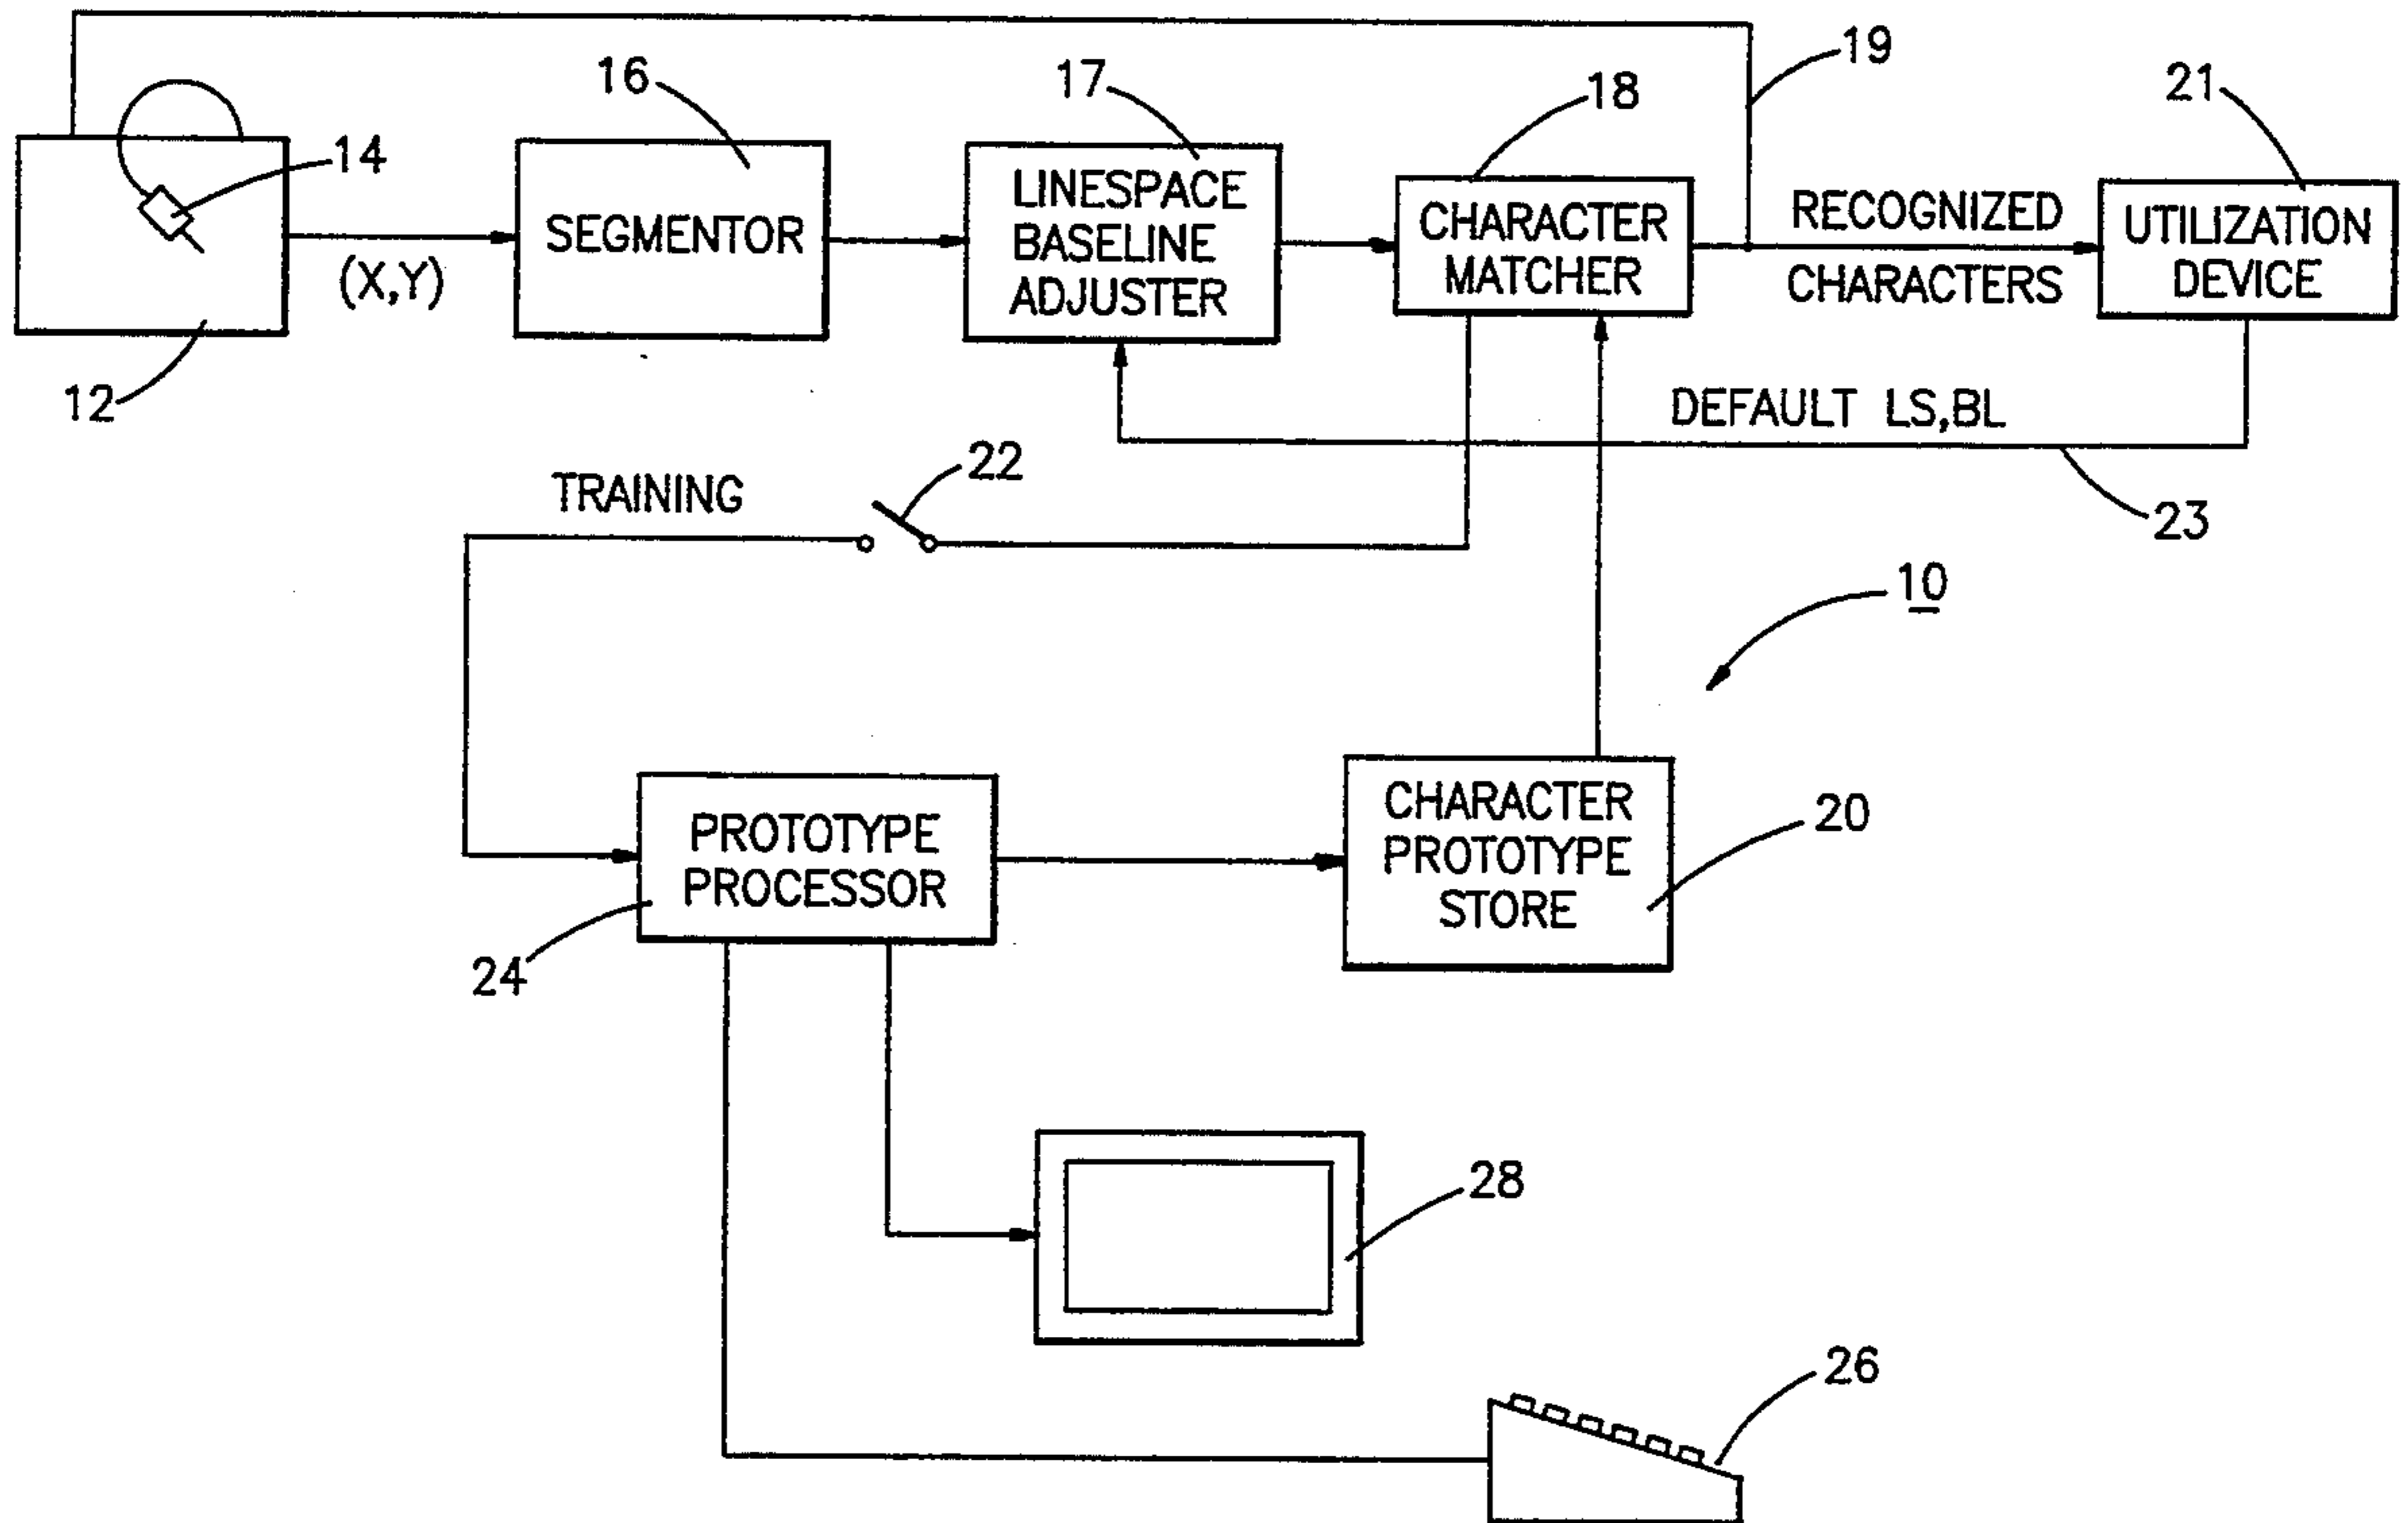 19
16
17
18
21
14
LINESPACE
BASELINE
ADJUSTER
SEGMENTOR
CHARACTER
MATCHER
RECOGNIZED
CHARACTERS
UTILIZATION
DEVICE
(X,Y)
12
DEFAULT LS,BL
22
TRAINING
23
10
CHARACTER
PROTOTYPE
STORE
20
PROTOTYPE
PROCESSOR
24
28
26